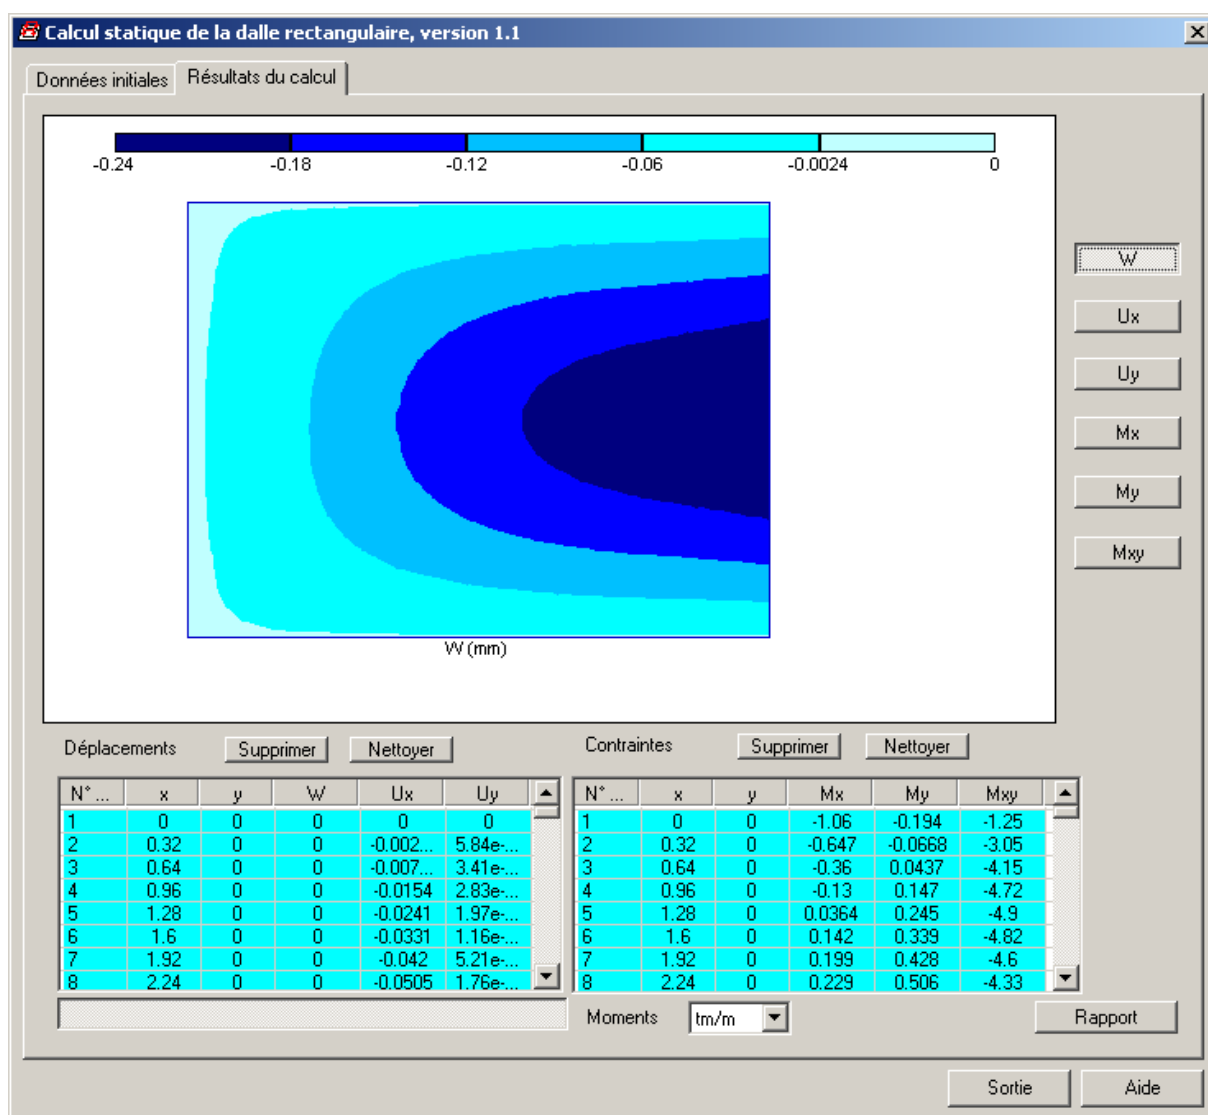 Calcul statique de la dalle rectangulaire, version 1.1
Données initiales Résultats du calcul
-0.24 -0.18 -0.12 -0.06 -0.0024 0
W
Ux
Uy
Mx
My
Mxy
W (mm)
Déplacements Supprimer Nettoyer
N° ... x y W Ux Uy
1 0 0 0 0 0
2 0.32 0 0 -0.002... 5.84e-...
3 0.64 0 0 -0.007... 3.41e-...
4 0.96 0 0 -0.0154 2.83e-...
5 1.28 0 0 -0.0241 1.97e-...
6 1.6 0 0 -0.0331 1.16e-...
7 1.92 0 0 -0.042 5.21e-...
8 2.24 0 0 -0.0505 1.76e-...
Contraintes Supprimer Nettoyer
N° ... x y Mx My Mxy
1 0 0 -1.06 -0.194 -1.25
2 0.32 0 -0.647 -0.0668 -3.05
3 0.64 0 -0.36 0.0437 -4.15
4 0.96 0 -0.13 0.147 -4.72
5 1.28 0 0.0364 0.245 -4.9
6 1.6 0 0.142 0.339 -4.82
7 1.92 0 0.199 0.428 -4.6
8 2.24 0 0.229 0.506 -4.33
Moments tm/m Rapport
Sortie Aide